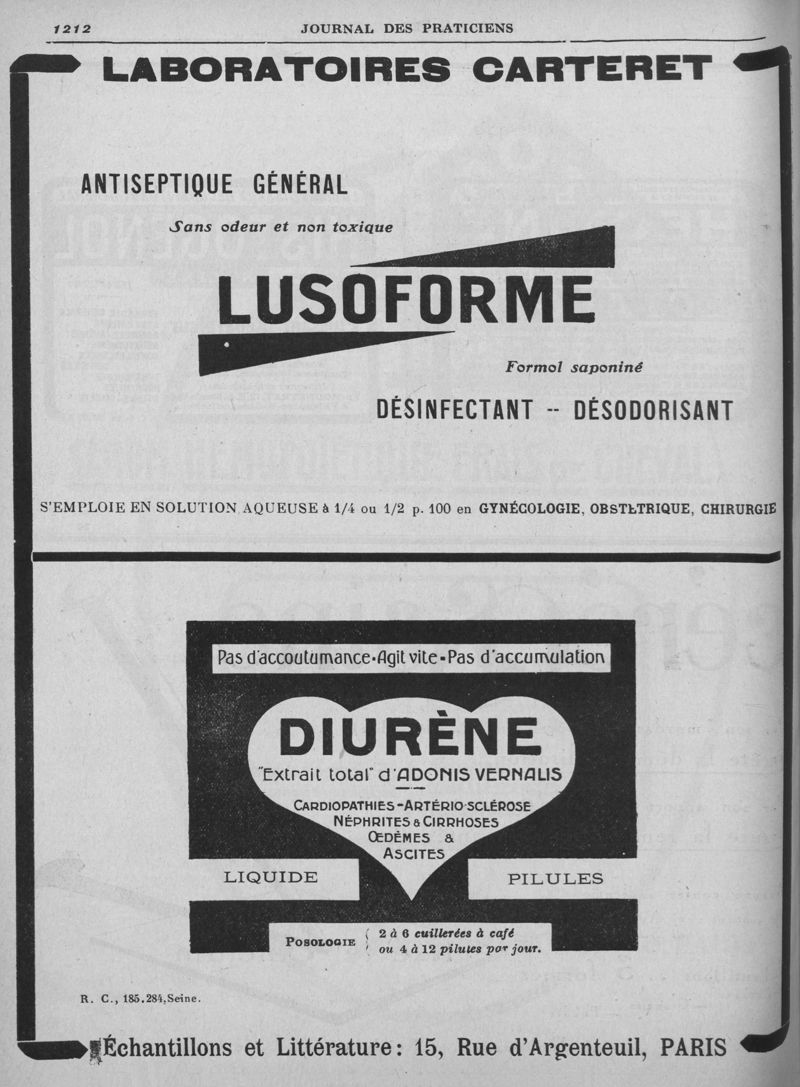 1212 JOURNAL DES PRATICIENS
LABORATOIRES CARTERET
ANTISEPTIQUE GÉNÉRAL
Sans odeur et non toxique
LUSOFORME
Formol saponiné
DÉSINFECTANT -- DÉSODORISANT
S'EMPLOIE EN SOLUTION AQUEUSE à 1/4 ou 1/2 p. 100 en GYNÉCOLOGIE, OBSTÉTRIQUE, CHIRURGIE
Pas d'accoutumance-Agit vite-Pas d'accumulation
DIURÈNE
"Extrait total" d'ADONIS VERNALIS
CARDIOPATHIES-ARTÉRIO-SCLÉROSE
NÉPHRITES & CIRRHOSES
ŒDÈMES &
ASCITES
LIQUIDE PILULES
POSOLOGIE { 2 à 6 cuillerées à café
ou 4 à 12 pilules par jour.
R. C., 185.284, Seine.
Échantillons et Littérature: 15, Rue d'Argenteuil, PARIS